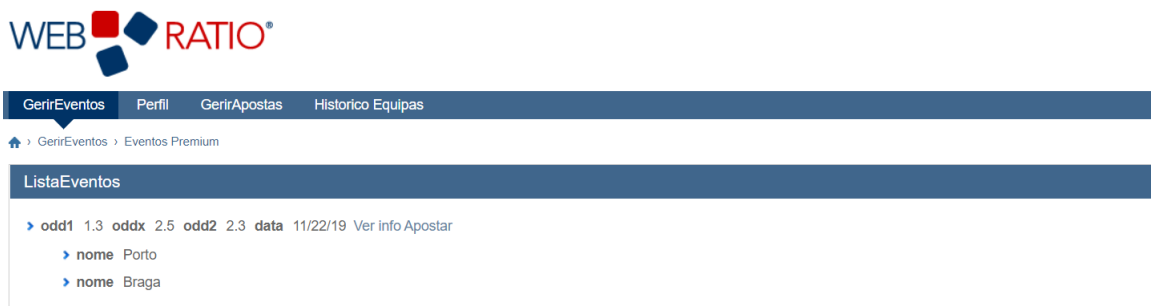 WEB RATIO®
GerirEventos Perfil GerirApostas Historico Equipas
› GerirEventos › Eventos Premium
ListaEventos
odd1 1.3 oddx 2.5 odd2 2.3 data 11/22/19 Ver info Apostar
nome Porto
nome Braga